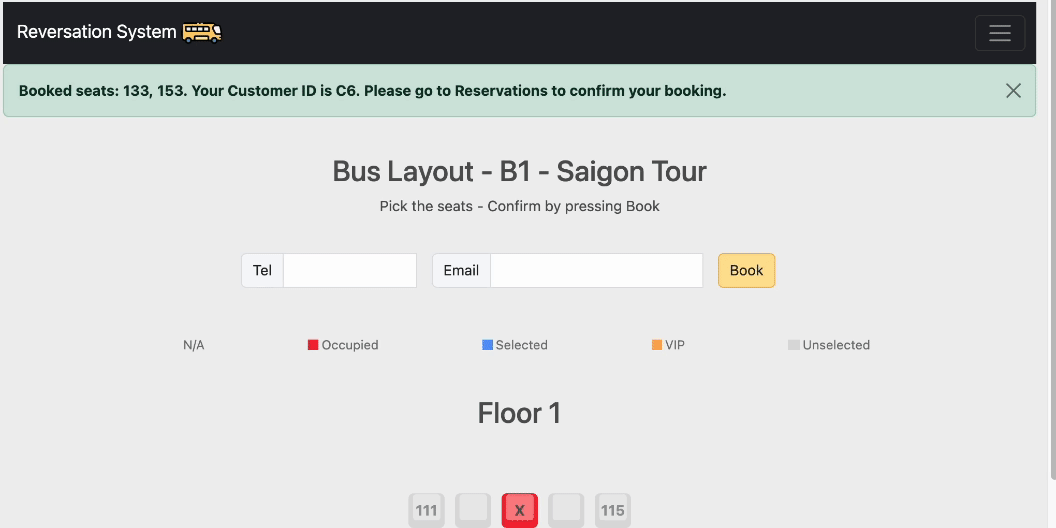 Reversation System
Booked seats: 133, 153. Your Customer ID is C6. Please go to Reservations to confirm your booking.
Bus Layout - B1 - Saigon Tour
Pick the seats - Confirm by pressing Book
Tel Email Book
N/A Occupied Selected VIP Unselected
Floor 1
111 X 115